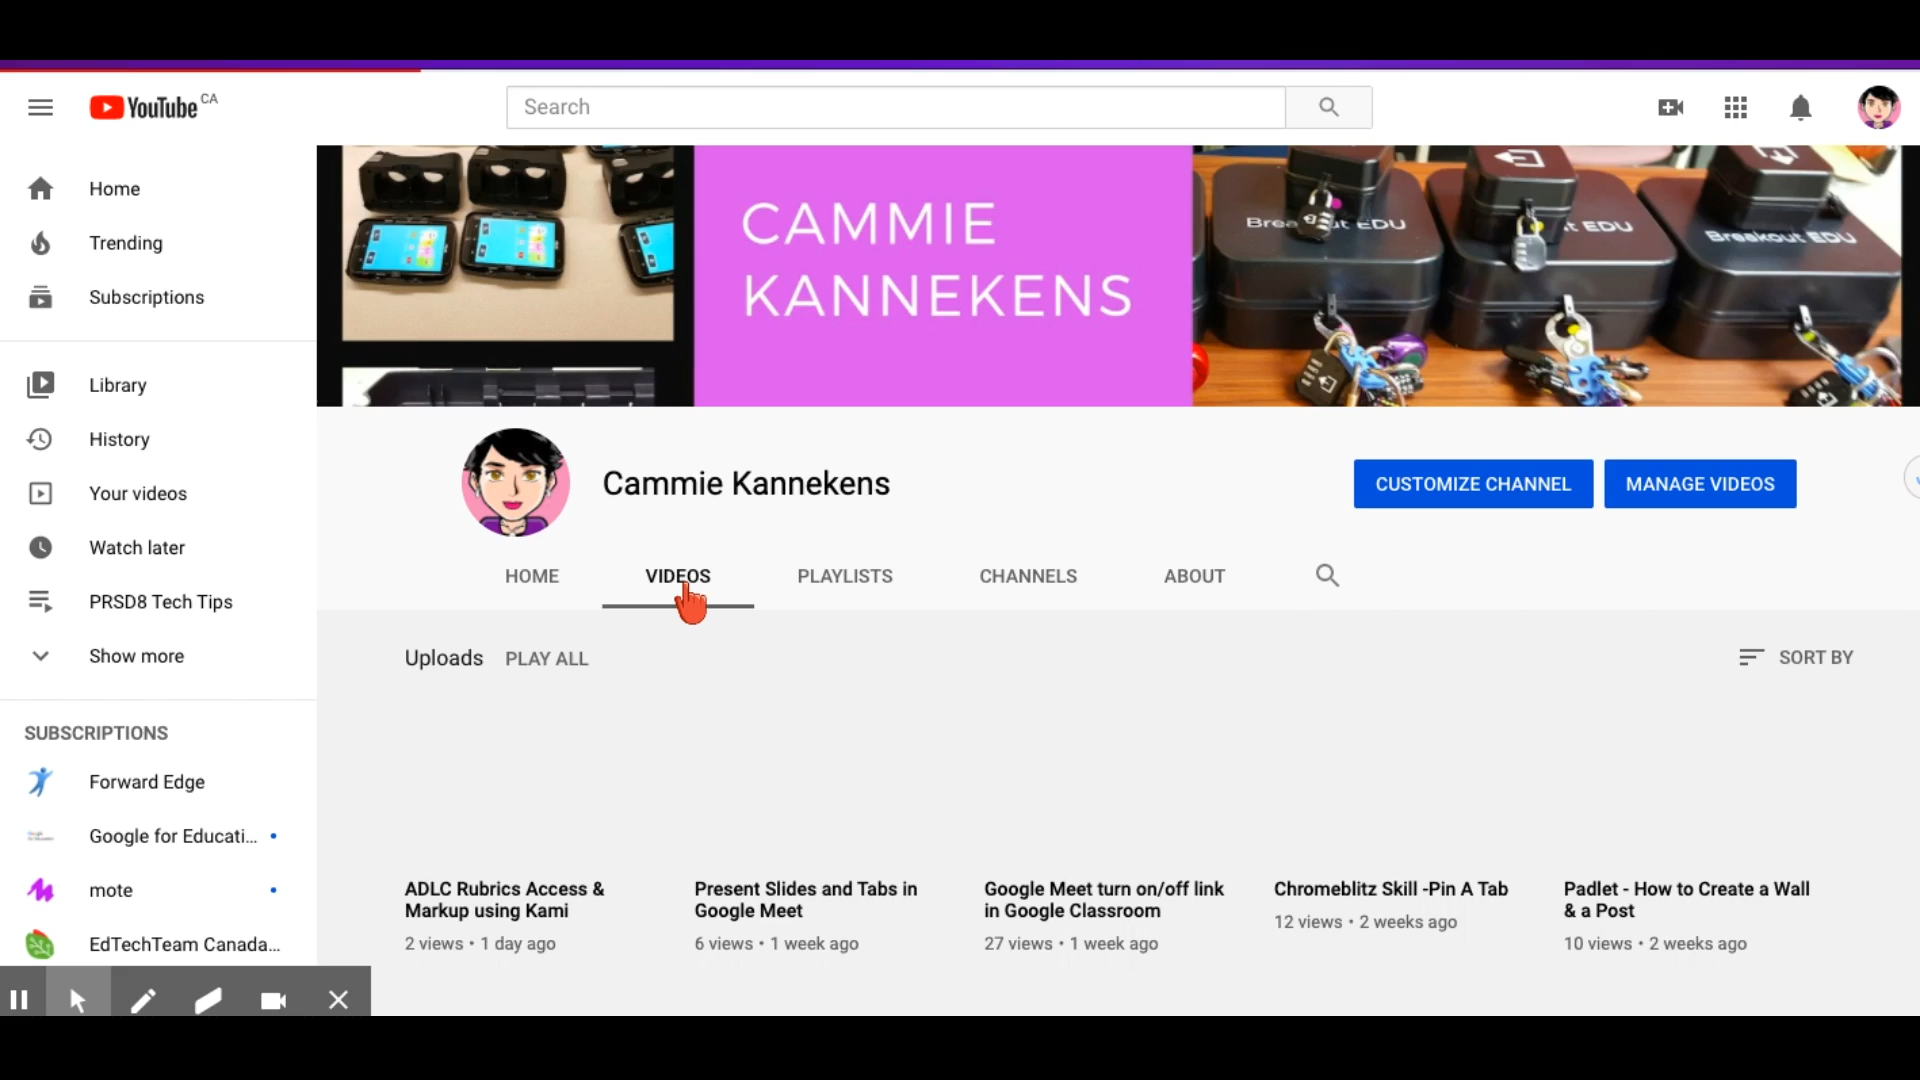 YouTube CA
Search
Home
Trending
Subscriptions
Library
History
Your videos
Watch later
PRSD8 Tech Tips
Show more
SUBSCRIPTIONS
Forward Edge
Google for Educati...
mote
EdTechTeam Canada...
CAMMIE
KANNEKENS
Breakout EDU
Breakout EDU
Cammie Kannekens
CUSTOMIZE CHANNEL
MANAGE VIDEOS
HOME
VIDEOS
PLAYLISTS
CHANNELS
ABOUT
Uploads
PLAY ALL
SORT BY
ADLC Rubrics Access &
Markup using Kami
2 views • 1 day ago
Present Slides and Tabs in
Google Meet
6 views • 1 week ago
Google Meet turn on/off link
in Google Classroom
27 views • 1 week ago
Chromeblitz Skill -Pin A Tab
12 views • 2 weeks ago
Padlet - How to Create a Wall
& a Post
10 views • 2 weeks ago